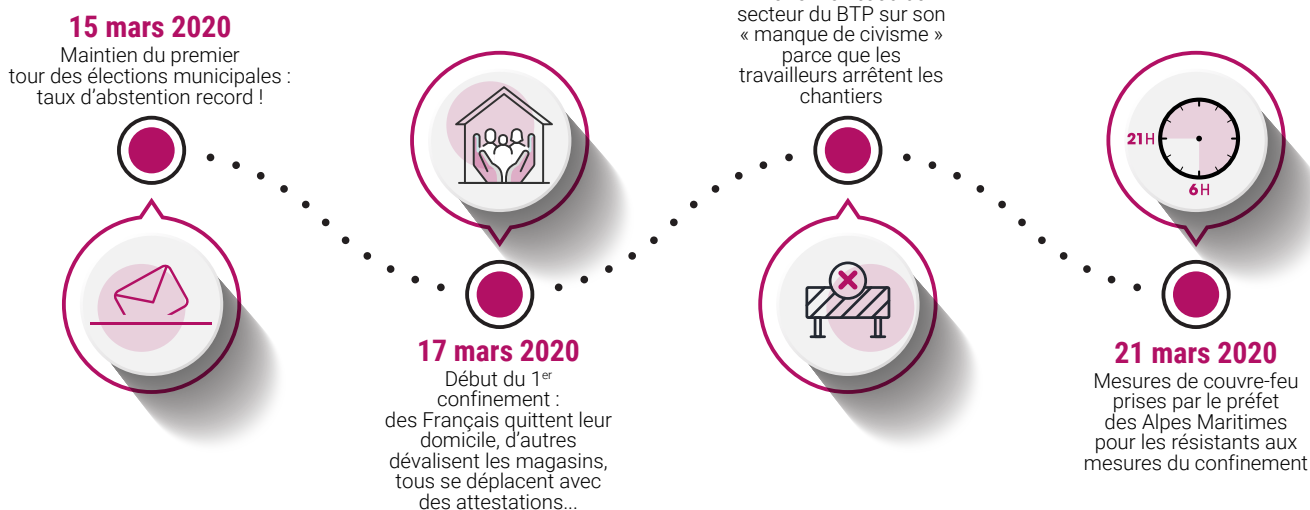 15 mars 2020
Maintien du premier
tour des élections municipales :
taux d’abstention record !
17 mars 2020
Début du 1er
confinement :
des Français quittent leur
domicile, d’autres
dévalisent les magasins,
tous se déplacent avec
des attestations...
secteur du BTP sur son
« manque de civisme »
parce que les
travailleurs arrêtent les
chantiers
21H
6H
21 mars 2020
Mesures de couvre-feu
prises par le préfet
des Alpes Maritimes
pour les résistants aux
mesures du confinement